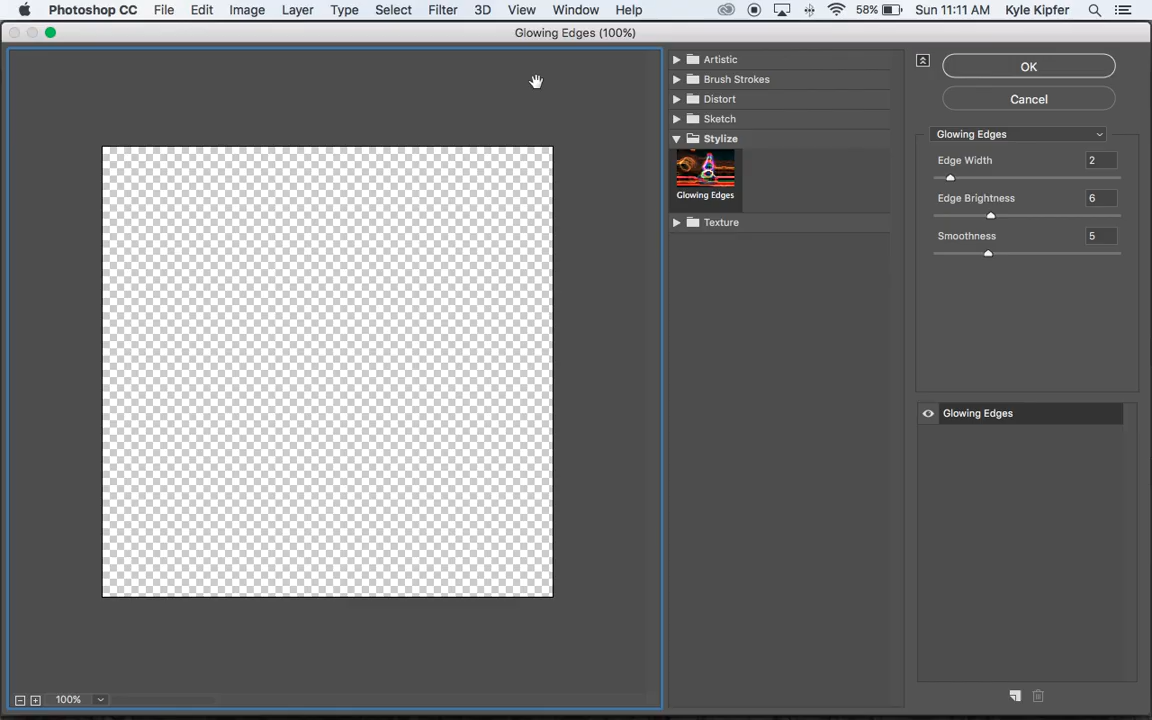 Photoshop CC File Edit Image Layer Type Select Filter 3D View Window Help 58% Sun 11:11 AM Kyle Kipfer
Glowing Edges (100%)
Artistic
Brush Strokes
Distort
Sketch
Stylize
Glowing Edges
Texture
OK
Cancel
Glowing Edges
Edge Width 2
Edge Brightness 6
Smoothness 5
Glowing Edges
100%